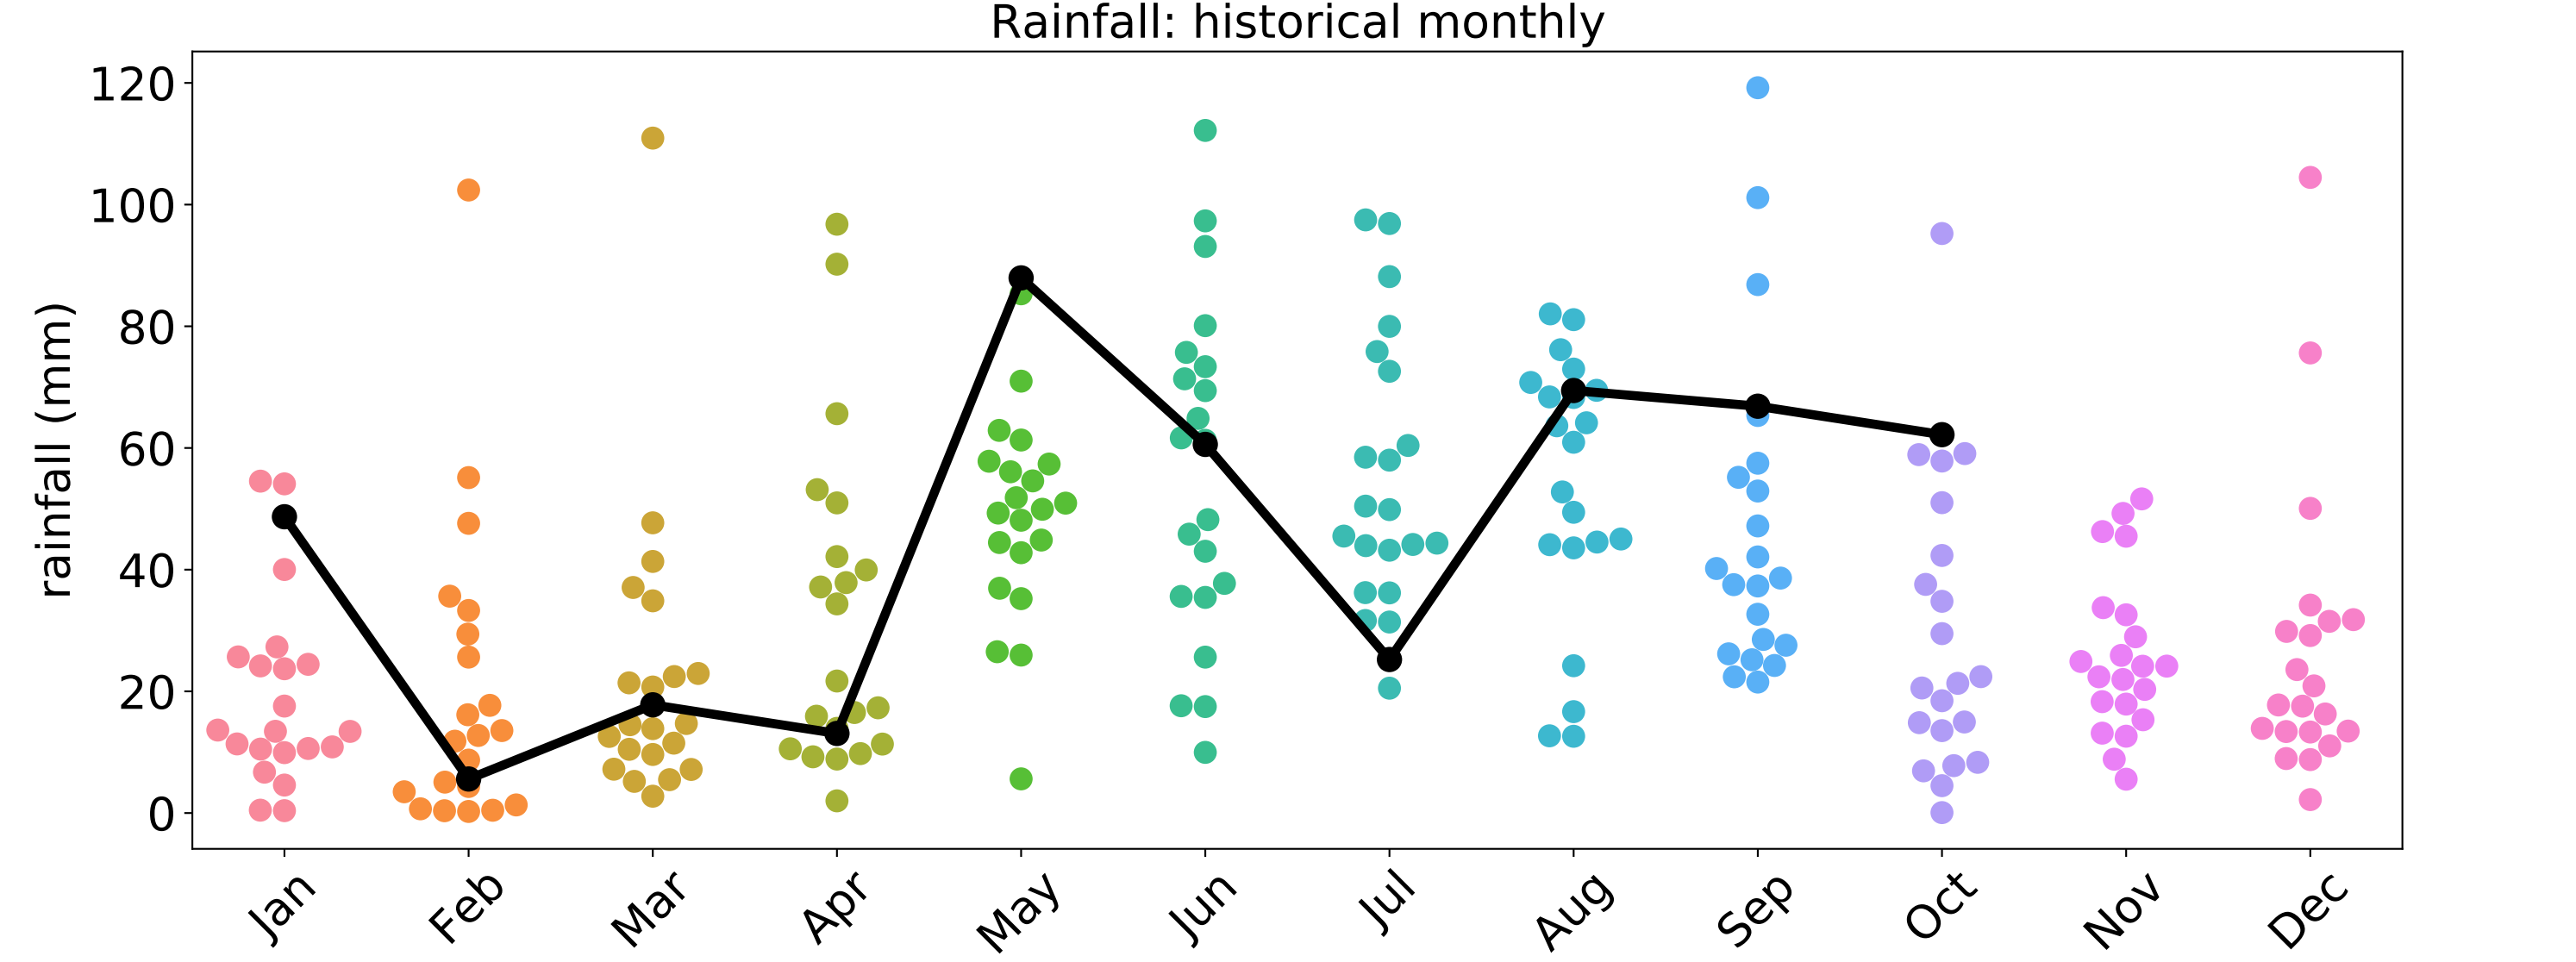 Rainfall: historical monthly
rainfall (mm)
120
100
80
60
40
20
0
Jan
Feb
Mar
Apr
May
Jun
Jul
Aug
Sep
Oct
Nov
Dec